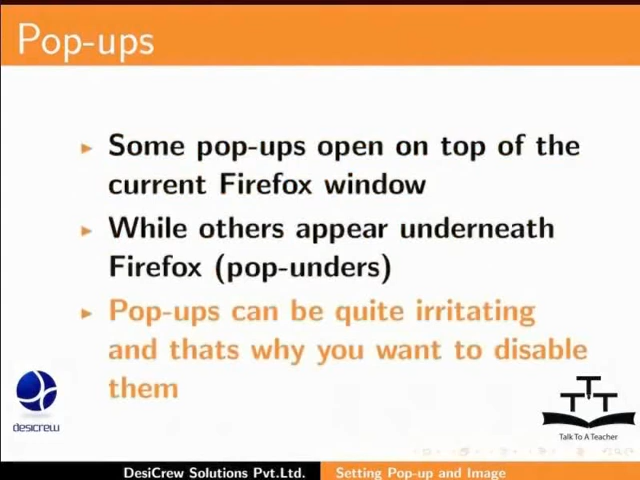 Pop-ups
Some pop-ups open on top of the
current Firefox window
While others appear underneath
Firefox (pop-unders)
Pop-ups can be quite irritating
and thats why you want to disable
them
desicrew
TTT
Talk To A Teacher
DesiCrew Solutions Pvt.Ltd.
Setting Pop-up and Image